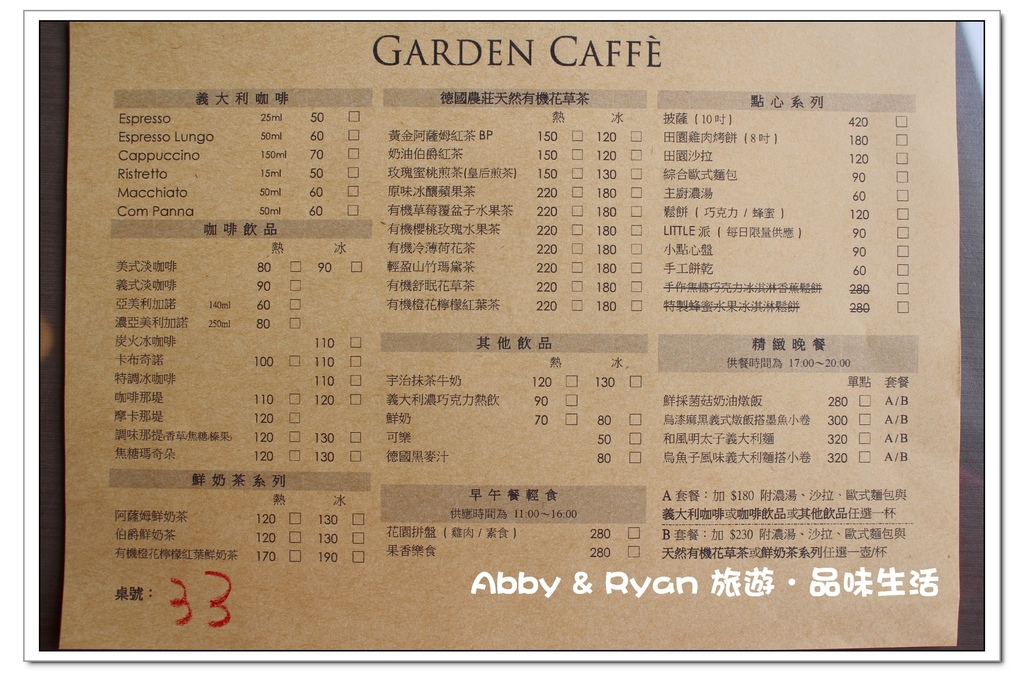 GARDEN CAFFÈ
義大利咖啡
Espresso 25ml 50 □
Espresso Lungo 50ml 60 □
Cappuccino 150ml 70 □
Ristretto 15ml 50 □
Macchiato 50ml 60 □
Com Panna 50ml 60 □
咖啡飲品
熱 冰
美式淡咖啡 80 □ 90 □
義式淡咖啡 90 □
亞美利加諾 140ml 60 □
濃亞美利加諾 250ml 80 □
炭火冰咖啡 110 □
卡布奇諾 100 □ 110 □
特調冰咖啡 110 □
咖啡那堤 110 □ 120 □
摩卡那堤 120 □
調味那堤(香草/焦糖/榛果) 120 □ 130 □
焦糖瑪奇朵 120 □ 130 □
鮮奶茶系列
熱 冰
阿薩姆鮮奶茶 120 □ 130 □
伯爵鮮奶茶 120 □ 130 □
有機橙花檸檬紅葉鮮奶茶 170 □ 190 □
桌號：33
德國農莊天然有機花草茶
熱 冰
黃金阿薩姆紅茶 BP 150 □ 120 □
奶油伯爵紅茶 150 □ 120 □
玫瑰蜜桃煎茶(皇后煎茶) 150 □ 130 □
原味冰釀蘋果茶 220 □ 180 □
有機草莓覆盆子水果茶 220 □ 180 □
有機櫻桃玫瑰水果茶 220 □ 180 □
有機冷薄荷花茶 220 □ 180 □
輕盈山竹瑪黛茶 220 □ 180 □
有機舒眠花草茶 220 □ 180 □
有機橙花檸檬紅葉茶 220 □ 180 □
其他飲品
熱 冰
宇治抹茶牛奶 120 □ 130 □
義大利濃巧克力熱飲 90 □
鮮奶 70 □ 80 □
可樂 50 □
德國黑麥汁 80 □
早午餐輕食
供應時間為 11:00~16:00
花園拼盤 ( 雞肉 / 素食 ) 280 □
果香樂食 280 □
點心系列
披薩 ( 10 吋 ) 420 □
田園雞肉烤餅 ( 8 吋 ) 180 □
田園沙拉 120 □
綜合歐式麵包 90 □
主廚濃湯 60 □
鬆餅 ( 巧克力 / 蜂蜜 ) 120 □
LITTLE 派 ( 每日限量供應 ) 90 □
小點心盤 90 □
手工餅乾 60 □
手作焦糖巧克力冰淇淋香蕉鬆餅 280 □
特製蜂蜜水果冰淇淋鬆餅 280 □
精緻晚餐
供餐時間為 17:00~20:00
單點 套餐
鮮採菌菇奶油燉飯 280 □ A / B
烏漆麻黑義式燉飯搭墨魚小卷 300 □ A / B
和風明太子義大利麵 320 □ A / B
烏魚子風味義大利麵搭小卷 320 □ A / B
A 套餐：加 $180 附濃湯、沙拉、歐式麵包與
義大利咖啡或咖啡飲品或其他飲品任選一杯
B 套餐：加 $230 附濃湯、沙拉、歐式麵包與
天然有機花草茶或鮮奶茶系列任選一壺/杯
Abby & Ryan 旅遊‧品味生活